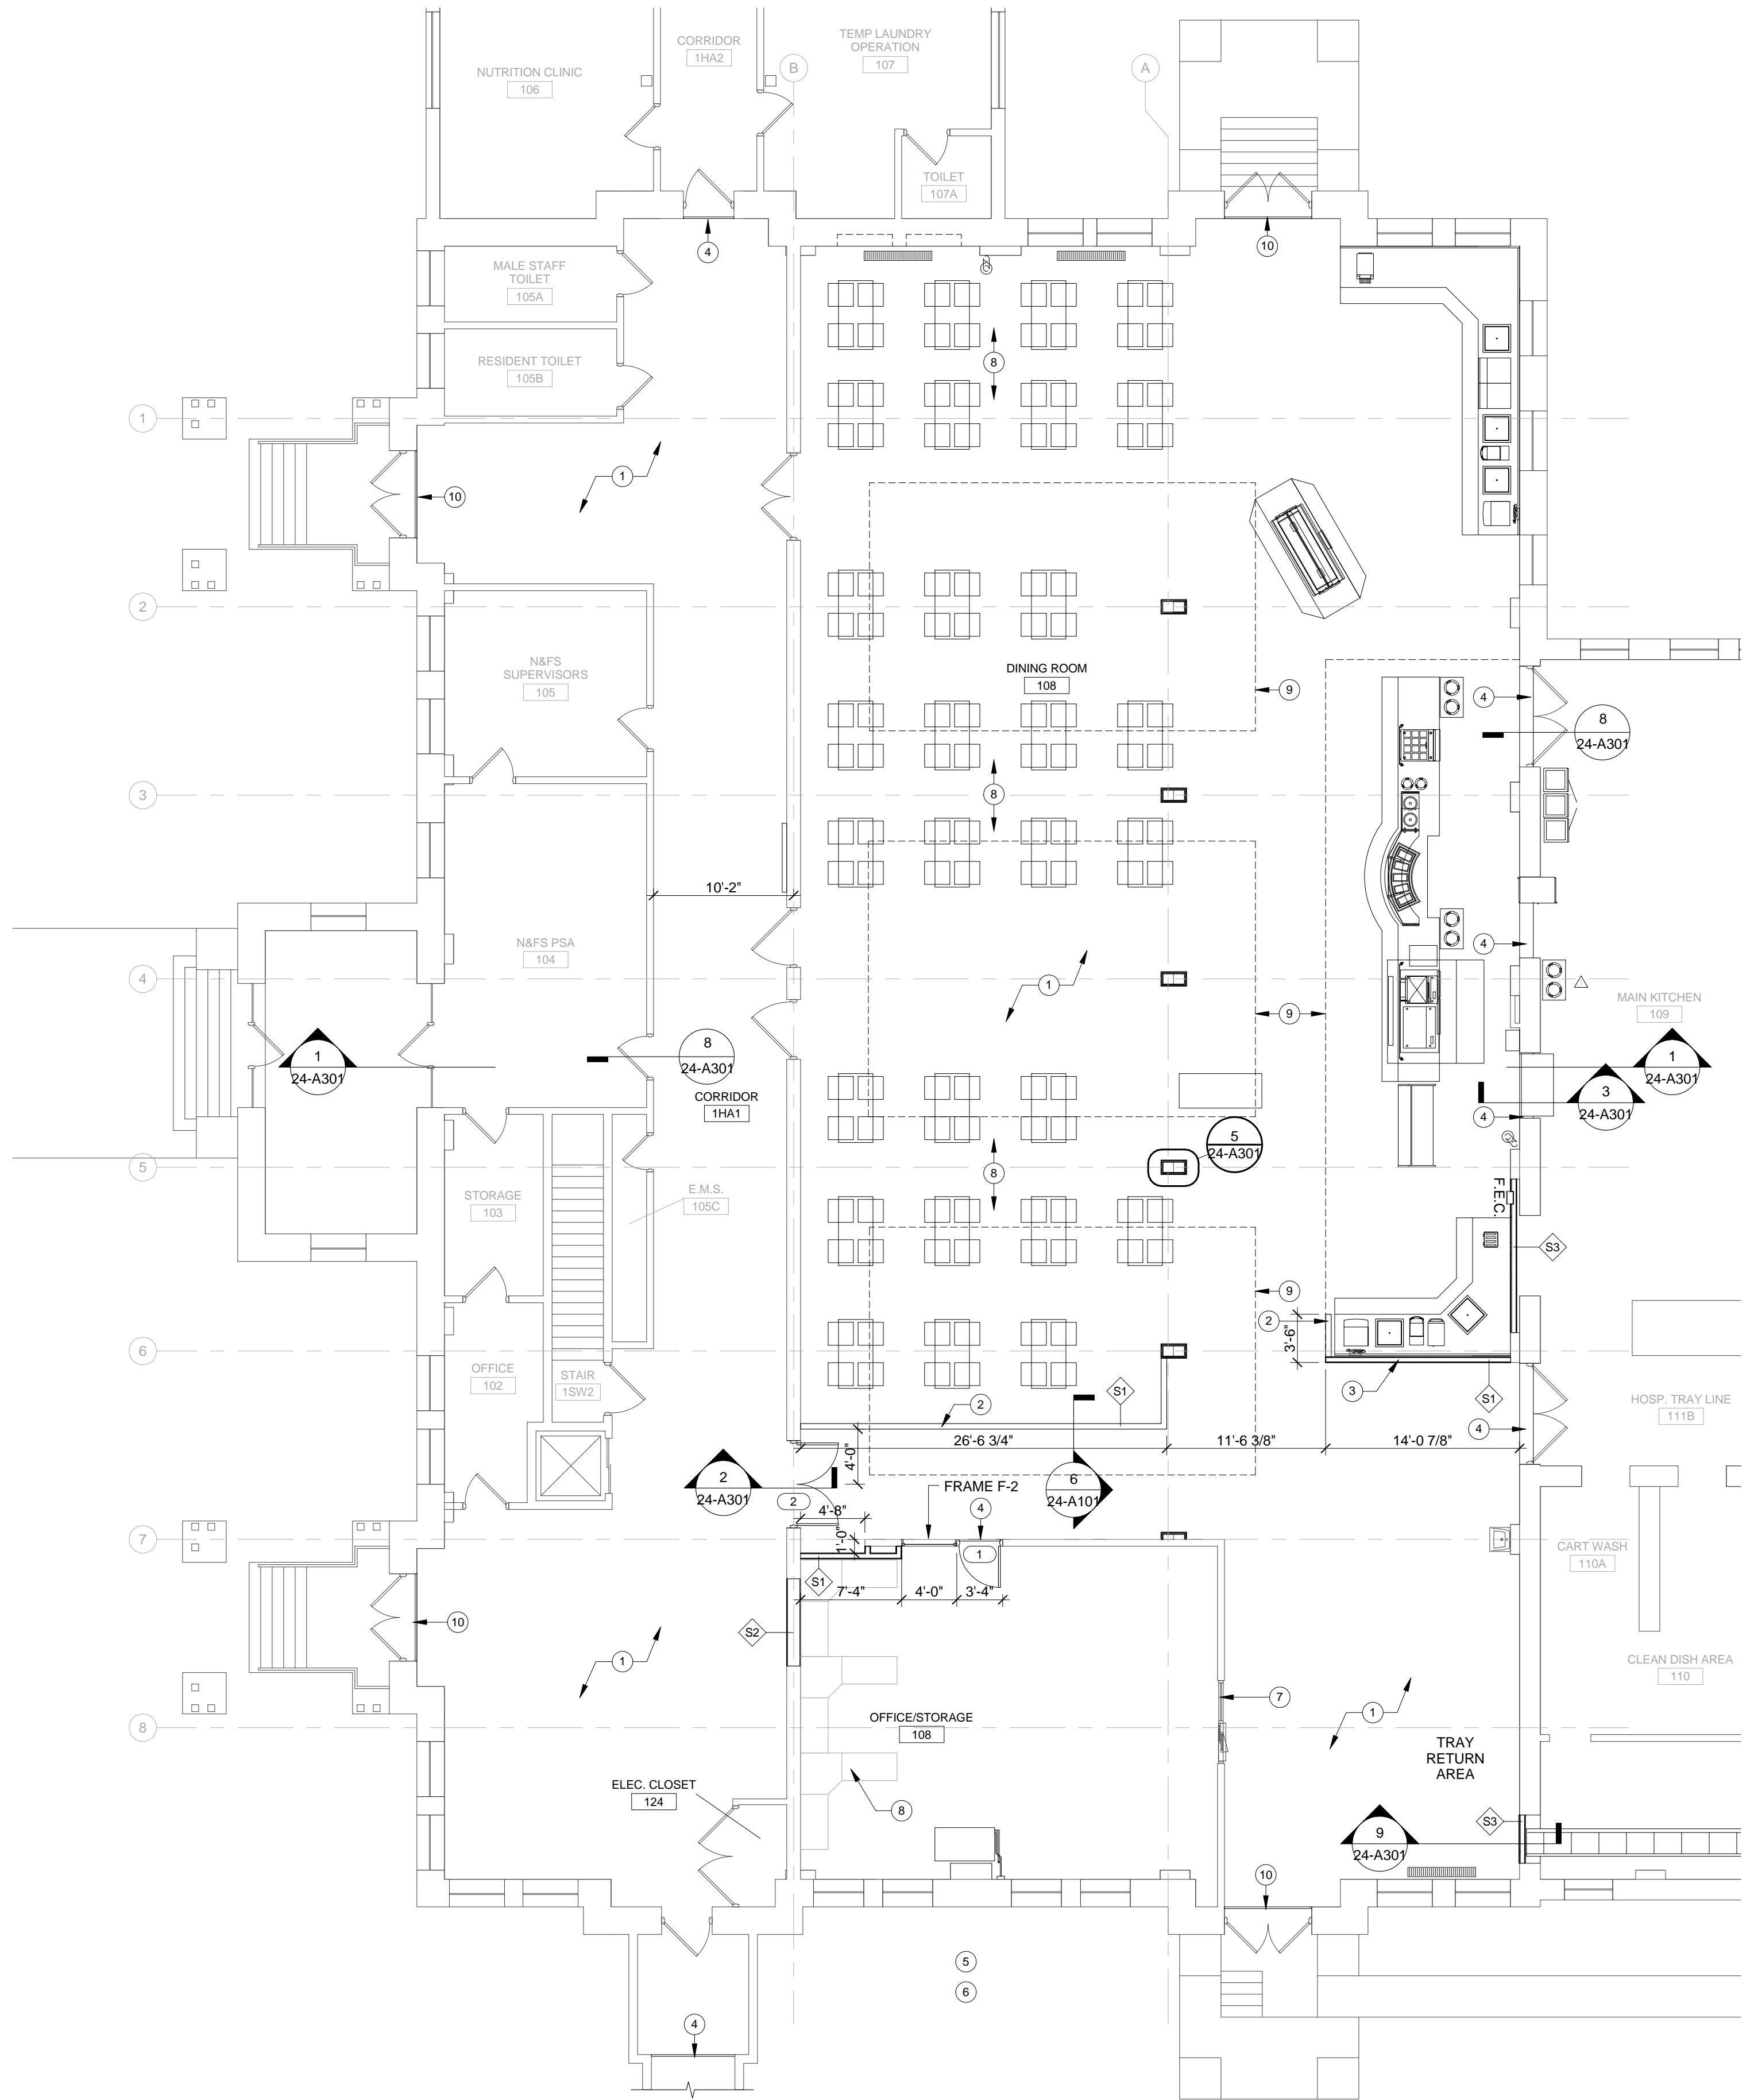 CORRIDOR
1HA2
TEMP LAUNDRY
OPERATION
107
NUTRITION CLINIC
106
B
A
TOILET
107A
4
10
MALE STAFF
TOILET
105A
8
RESIDENT TOILET
105B
1
1
10
2
N&FS
SUPERVISORS
105
DINING ROOM
108
9
4
8
24-A301
3
8
10'-2"
N&FS PSA
104
4
4
1
9
MAIN KITCHEN
109
1
24-A301
8
24-A301
1
24-A301
3
24-A301
CORRIDOR
1HA1
4
5
24-A301
5
8
STORAGE
103
E.M.S.
105C
F.E.C.
S3
9
2
3'-6"
6
OFFICE
102
STAIR
1SW2
3
S1
S1
2
HOSP. TRAY LINE
111B
4
26'-6 3/4"
11'-6 3/8"
14'-0 7/8"
4'-0"
2
24-A301
2
FRAME F-2
6
24-A101
4
4'-8"
1'-0"
7
1
CART WASH
110A
S1
7'-4"
4'-0"
3'-4"
10
S2
1
CLEAN DISH AREA
110
7
8
OFFICE/STORAGE
108
1
TRAY
RETURN
AREA
ELEC. CLOSET
124
8
S3
9
24-A301
10
5
6
4